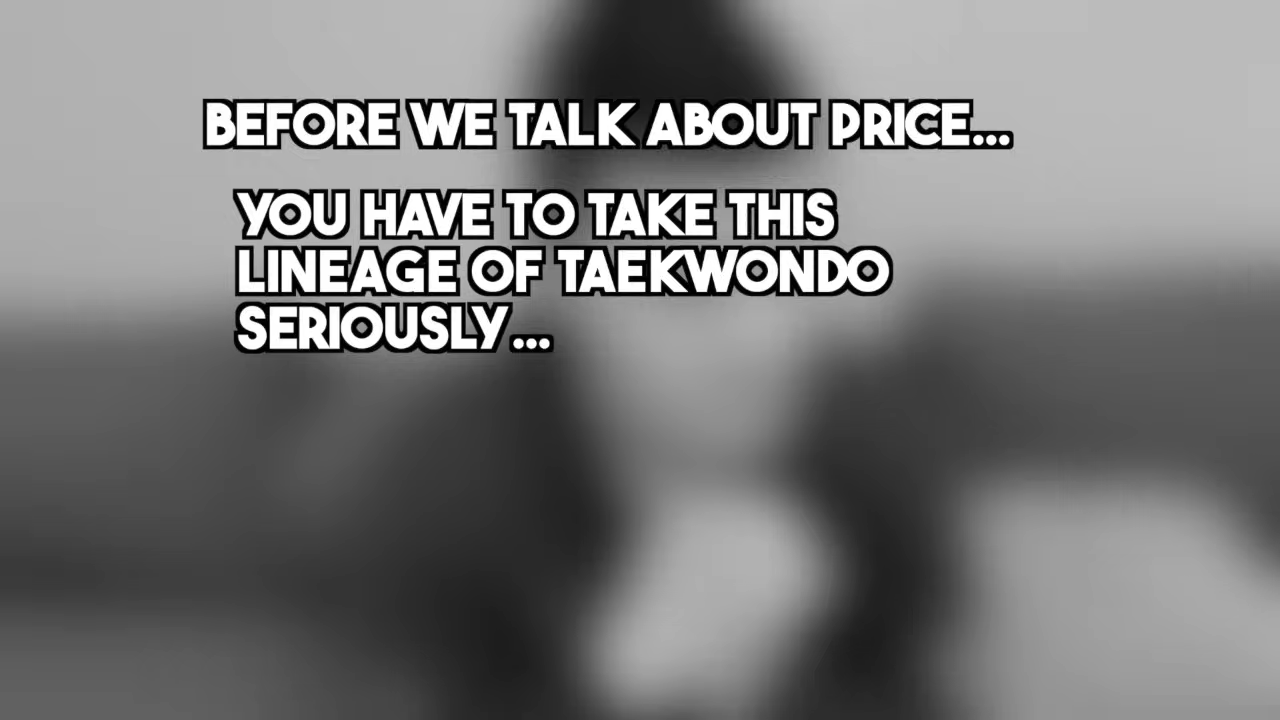 BEFORE WE TALK ABOUT PRICE...
YOU HAVE TO TAKE THIS
LINEAGE OF TAEKWONDO
SERIOUSLY...